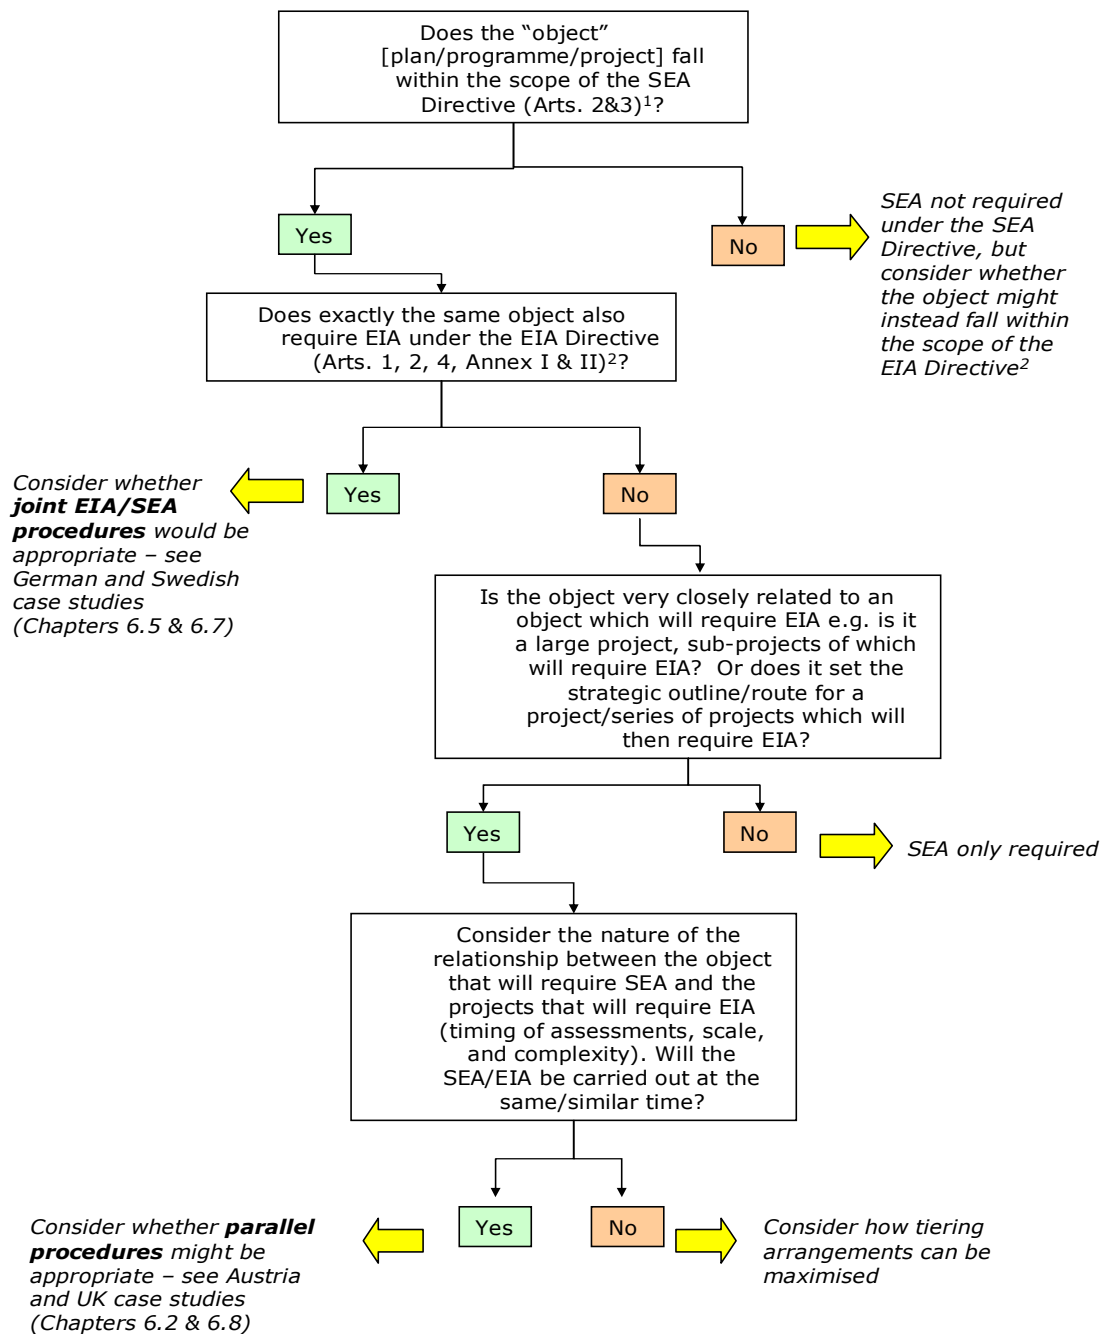 Does the “object”
[plan/programme/project] fall
within the scope of the SEA
Directive (Arts. 2&3)1?
Yes
No
SEA not required
under the SEA
Directive, but
consider whether
the object might
instead fall within
the scope of the
EIA Directive2
Does exactly the same object also
require EIA under the EIA Directive
(Arts. 1, 2, 4, Annex I & II)2?
Consider whether
joint EIA/SEA
procedures would be
appropriate – see
German and Swedish
case studies
(Chapters 6.5 & 6.7)
Yes
No
Is the object very closely related to an
object which will require EIA e.g. is it
a large project, sub-projects of which
will require EIA? Or does it set the
strategic outline/route for a
project/series of projects which will
then require EIA?
Yes
No
SEA only required
Consider the nature of the
relationship between the object
that will require SEA and the
projects that will require EIA
(timing of assessments, scale,
and complexity). Will the
SEA/EIA be carried out at the
same/similar time?
Consider whether parallel
procedures might be
appropriate – see Austria
and UK case studies
(Chapters 6.2 & 6.8)
Yes
No
Consider how tiering
arrangements can be
maximised